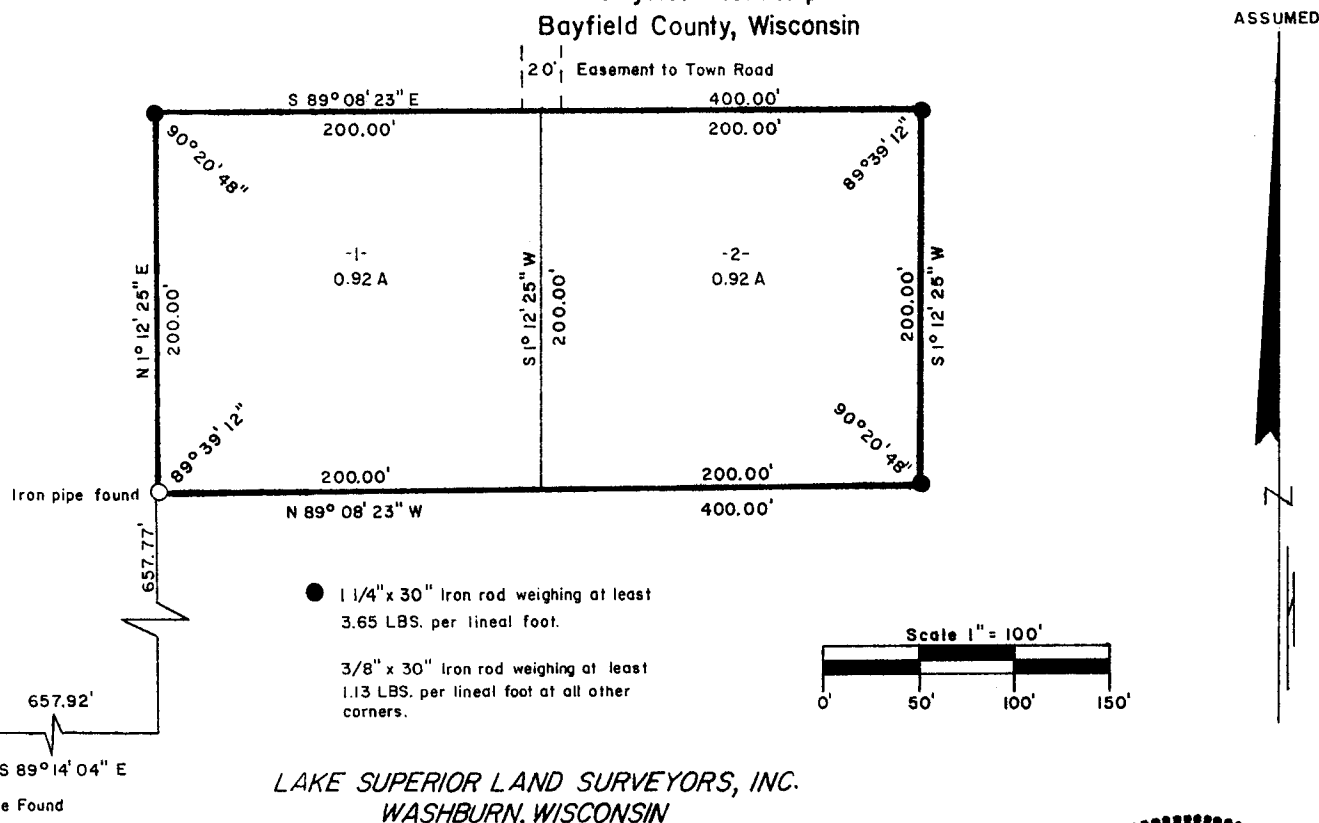 Bayfield County, Wisconsin
ASSUMED
20' Easement to Town Road
S 89° 08' 23" E
400.00'
200.00'
200.00'
90° 20' 48"
89° 39' 12"
-1-
0.92 A
-2-
0.92 A
N 1° 12' 25" E
200.00'
S 1° 12' 25" W
200.00'
200.00'
S 1° 12' 25" W
89° 39' 12"
90° 20' 48"
200.00'
200.00'
Iron pipe found
N 89° 08' 23" W
400.00'
657.77'
N
1 1/4" x 30" Iron rod weighing at least
3.65 LBS. per lineal foot.
3/8" x 30" Iron rod weighing at least
1.13 LBS. per lineal foot at all other
corners.
Scale 1" = 100'
0' 50' 100' 150'
657.92'
S 89° 14' 04" E
e Found
LAKE SUPERIOR LAND SURVEYORS, INC.
WASHBURN, WISCONSIN